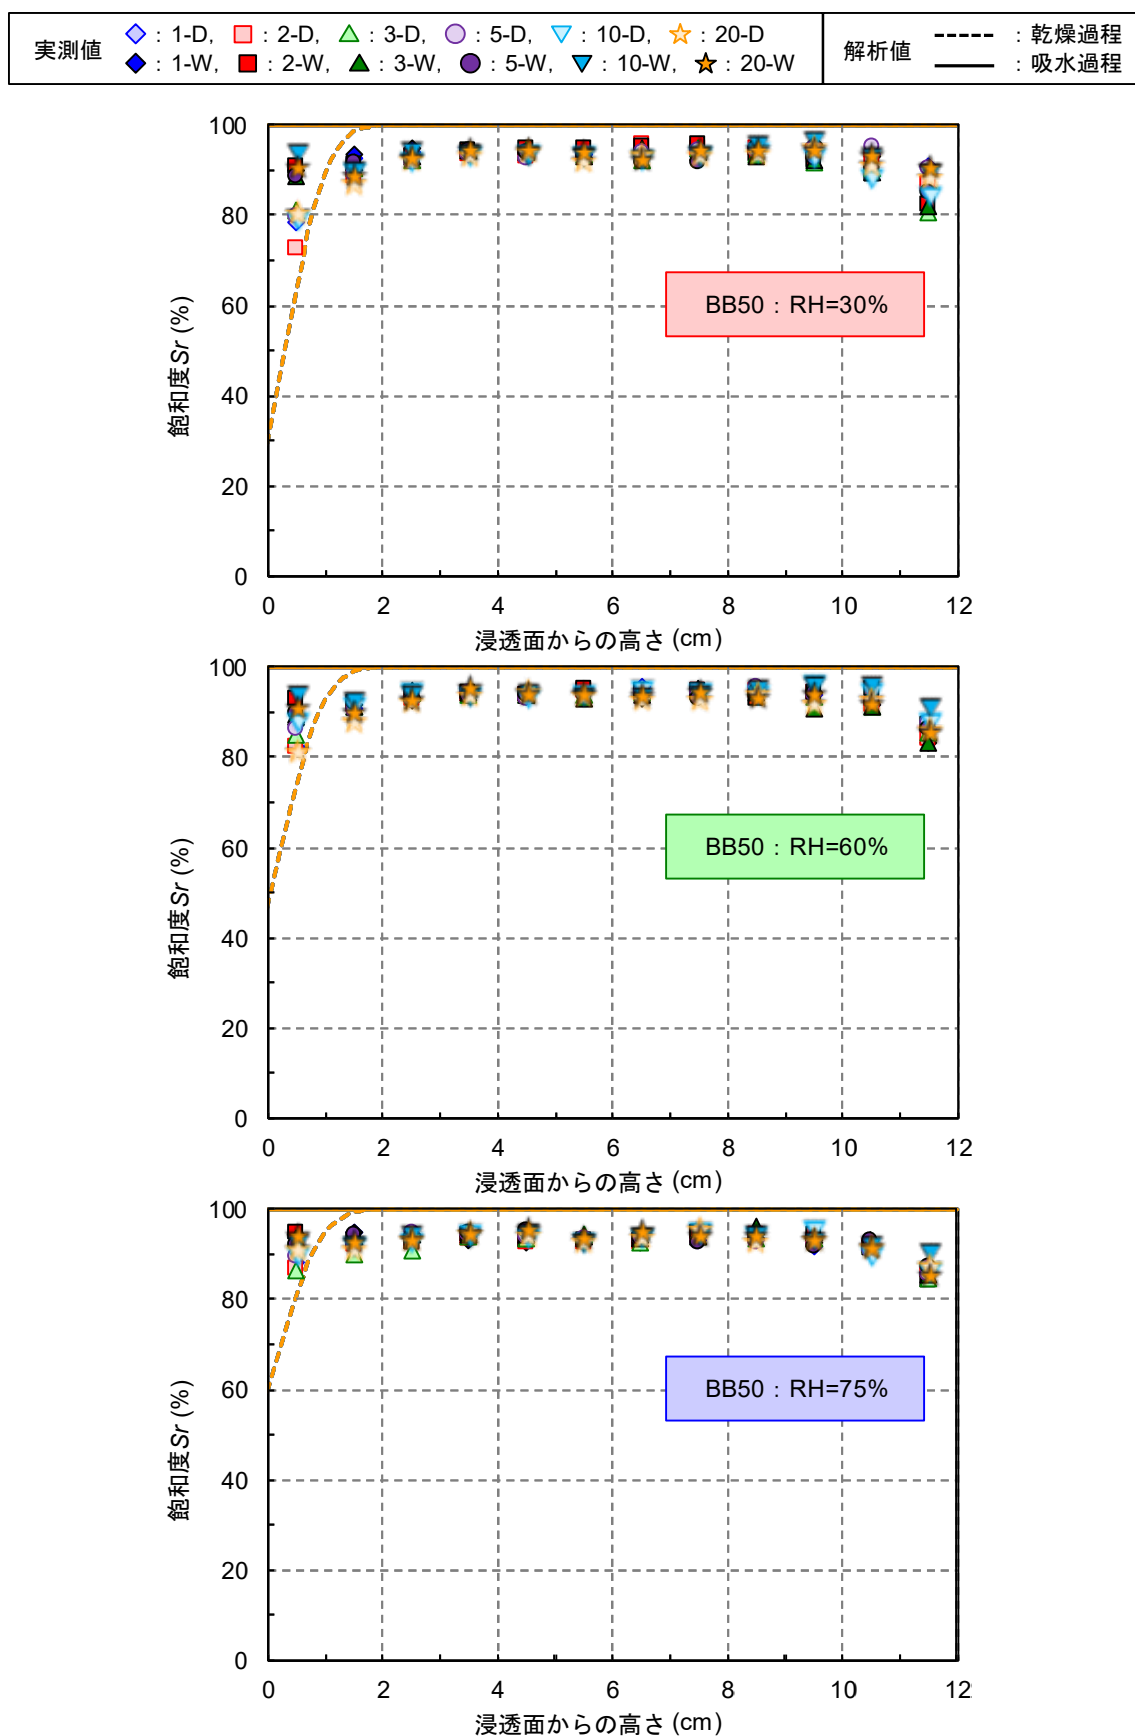 実測値 : 1-D, : 2-D, : 3-D, : 5-D, : 10-D, : 20-D
: 1-W, : 2-W, : 3-W, : 5-W, : 10-W, : 20-W
解析値 : 乾燥過程
: 吸水過程
100
80
60
40
20
0
飽和度Sr (%)
BB50 : RH=30%
0 2 4 6 8 10 12
浸透面からの高さ (cm)
100
80
60
40
20
0
飽和度Sr (%)
BB50 : RH=60%
0 2 4 6 8 10 12
浸透面からの高さ (cm)
100
80
60
40
20
0
飽和度Sr (%)
BB50 : RH=75%
0 2 4 6 8 10 12
浸透面からの高さ (cm)